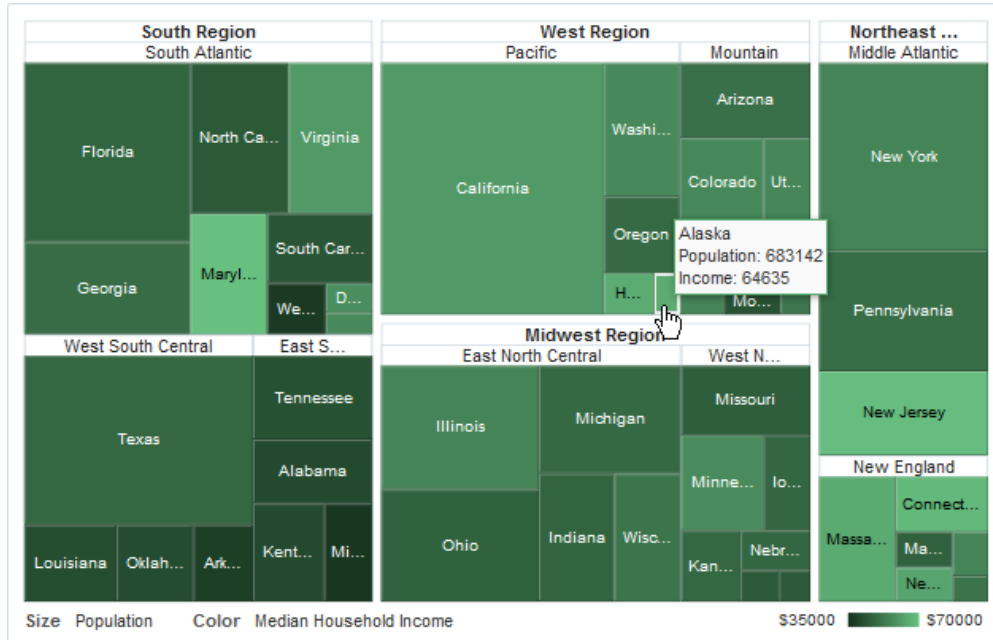 South Region
South Atlantic
Florida
North Ca...
Virginia
Georgia
Maryl...
South Car...
We...
D...
West South Central
East S...
Texas
Tennessee
Alabama
Louisiana
Oklah...
Ark...
Kent...
Mi...
West Region
Pacific
Mountain
California
Washi...
Oregon
H...
Arizona
Colorado
Ut...
Mo...
Alaska
Population: 683142
Income: 64635
Midwest Region
East North Central
West N...
Illinois
Michigan
Ohio
Indiana
Wisc...
Missouri
Minne...
Io...
Kan...
Nebr...
Northeast ...
Middle Atlantic
New York
Pennsylvania
New Jersey
New England
Massa...
Connect...
Ma...
Ne...
Size Population Color Median Household Income $35000 $70000